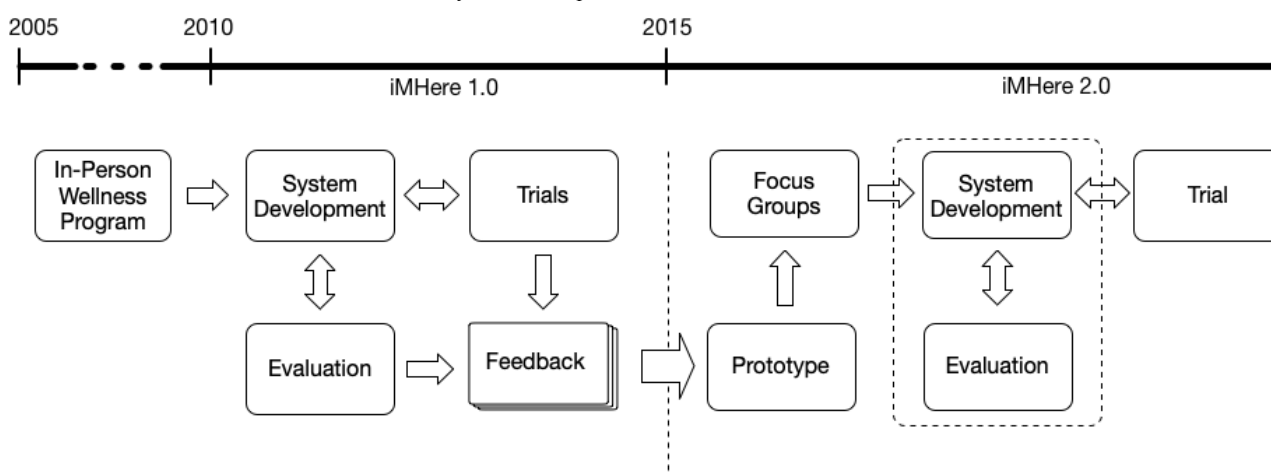 2005
2010
2015
iMHere 1.0
iMHere 2.0
In-Person
Wellness
Program
System
Development
Trials
Focus
Groups
System
Development
Trial
Evaluation
Feedback
Prototype
Evaluation